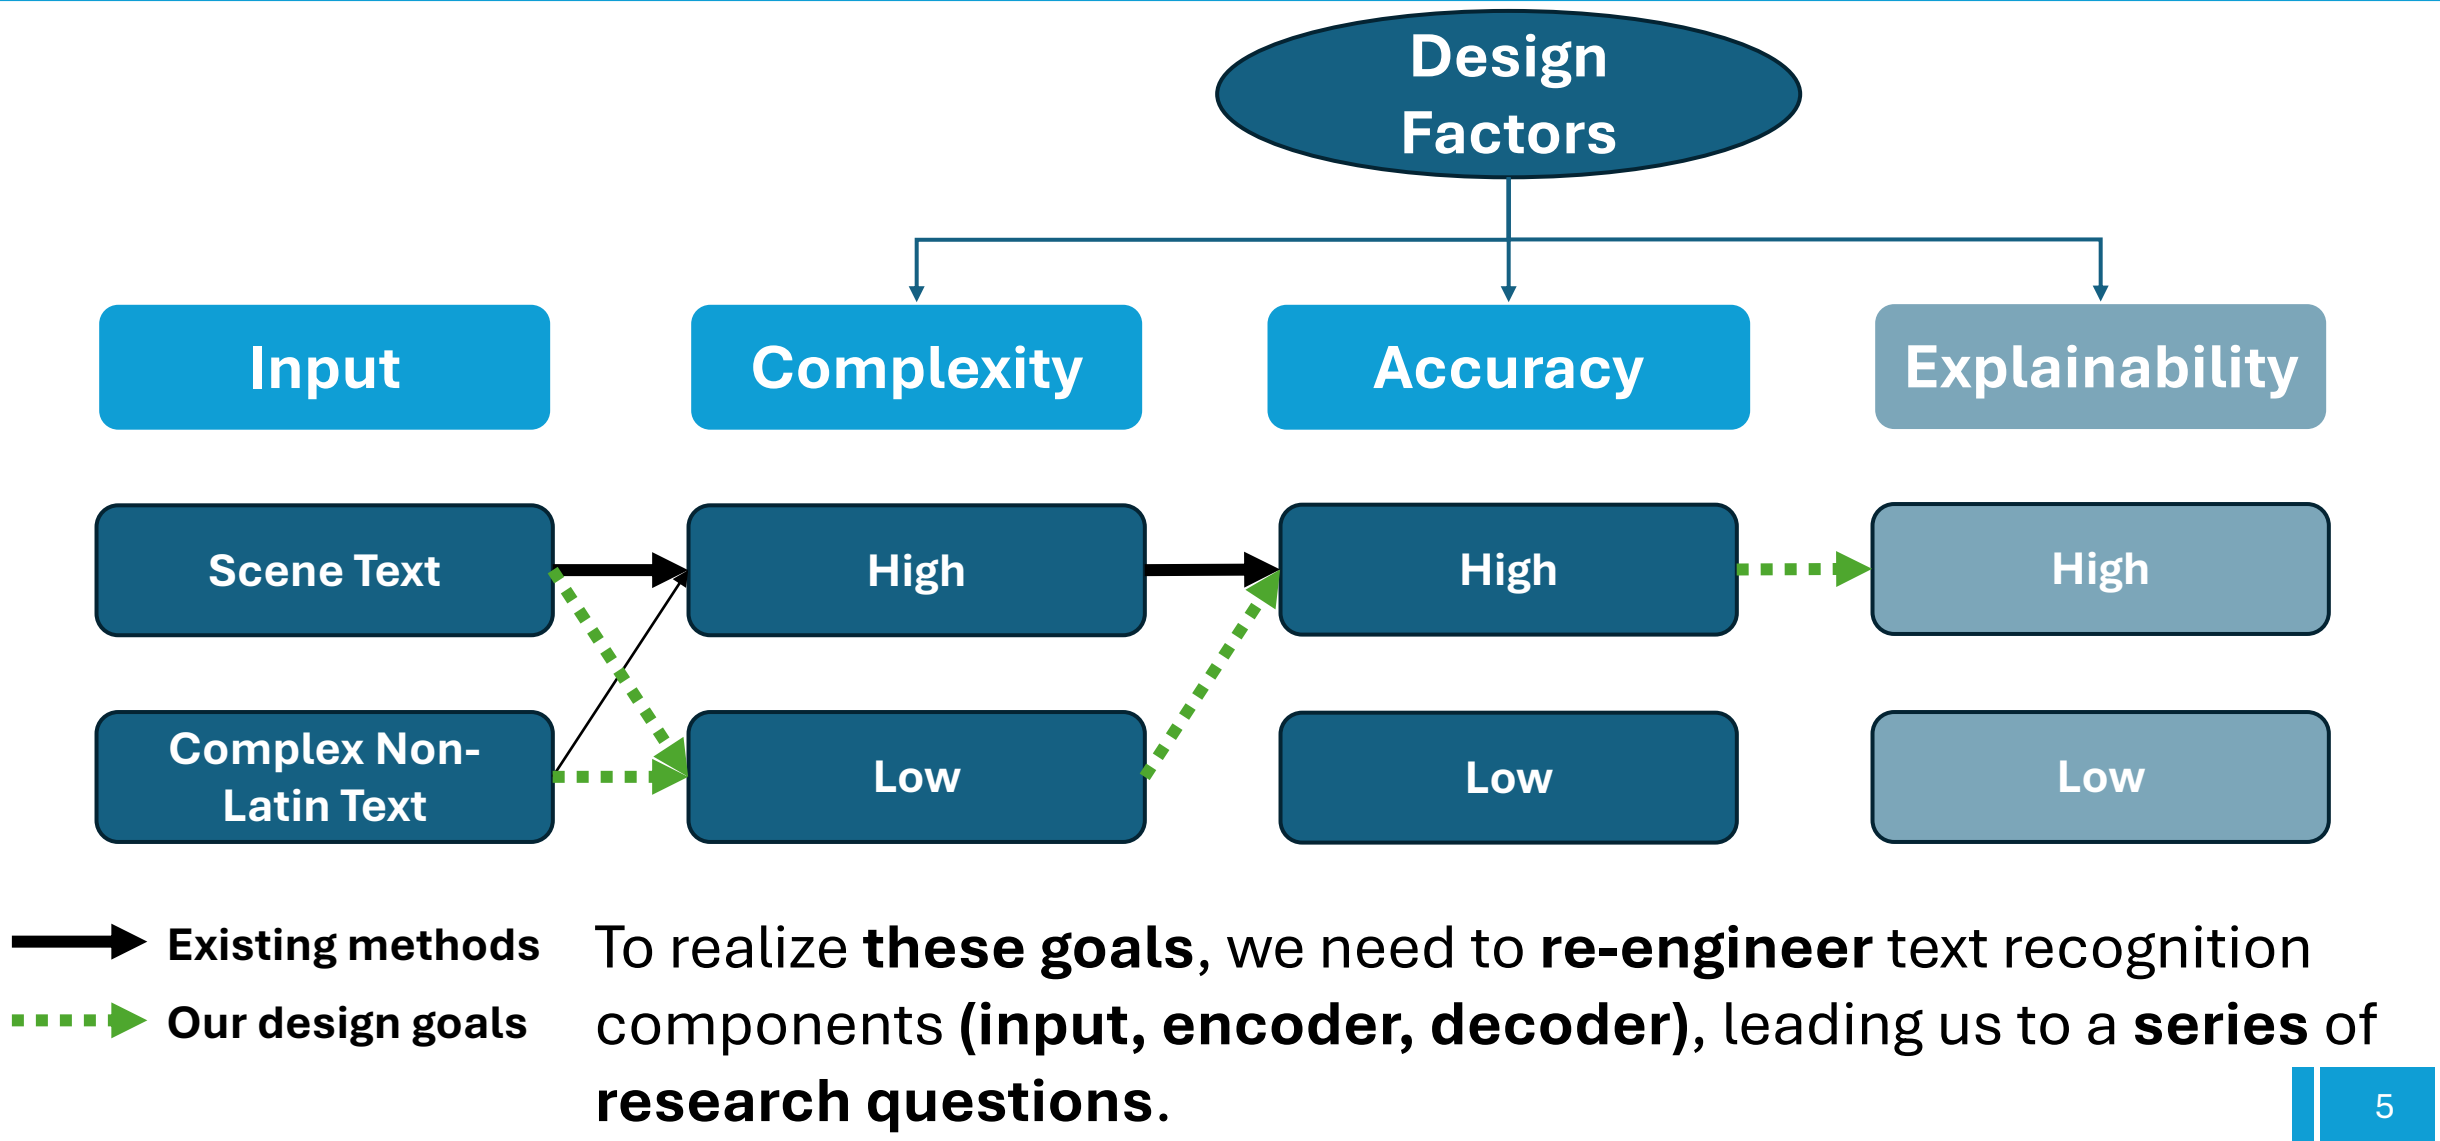 Design
Factors
Input
Complexity
Accuracy
Explainability
Scene Text
High
High
High
Complex Non-
Latin Text
Low
Low
Low
Existing methods
Our design goals
To realize these goals, we need to re-engineer text recognition
components (input, encoder, decoder), leading us to a series of
research questions.
5